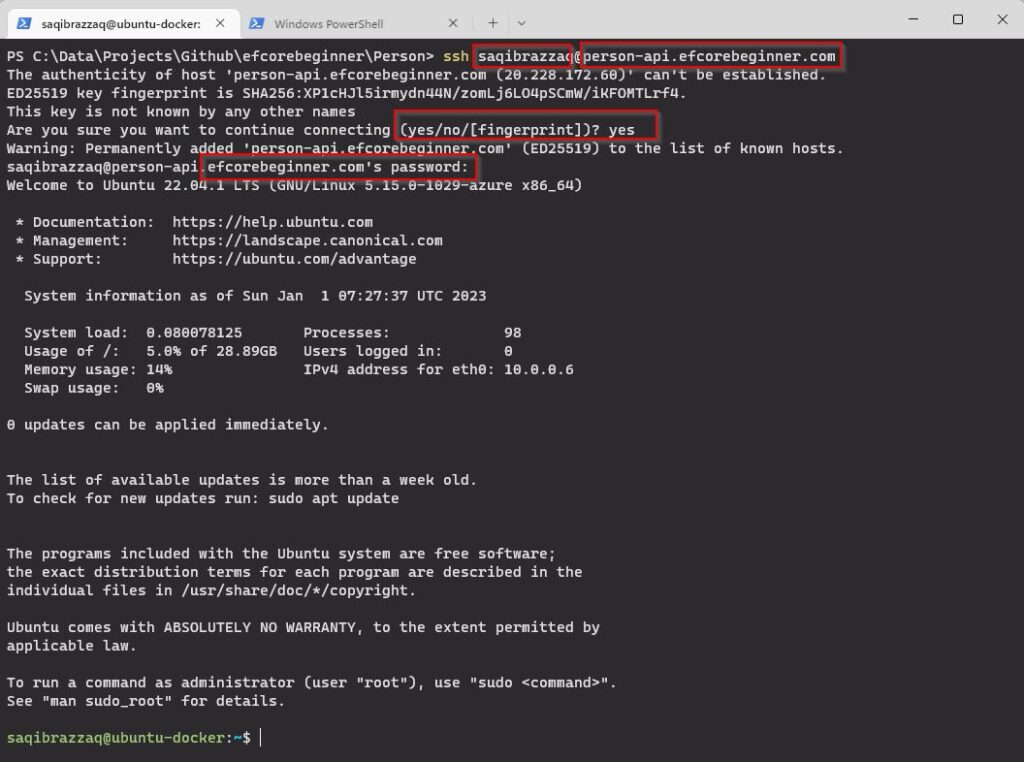 saqibrazzaq@ubuntu-docker: Windows PowerShell
PS C:\Data\Projects\Github\efcorebeginner\Person> ssh saqibrazzaq@person-api.efcorebeginner.com
The authenticity of host 'person-api.efcorebeginner.com (20.228.172.60)' can't be established.
ED25519 key fingerprint is SHA256:XP1cHJl5irmydn44N/zomLj6LO4pSCmW/iKFOMTLrf4.
This key is not known by any other names
Are you sure you want to continue connecting (yes/no/[fingerprint])? yes
Warning: Permanently added 'person-api.efcorebeginner.com' (ED25519) to the list of known hosts.
saqibrazzaq@person-api.efcorebeginner.com's password:
Welcome to Ubuntu 22.04.1 LTS (GNU/Linux 5.15.0-1029-azure x86_64)
* Documentation: https://help.ubuntu.com
* Management: https://landscape.canonical.com
* Support: https://ubuntu.com/advantage
System information as of Sun Jan 1 07:27:37 UTC 2023
System load: 0.080078125 Processes: 98
Usage of /: 5.0% of 28.89GB Users logged in: 0
Memory usage: 14% IPv4 address for eth0: 10.0.0.6
Swap usage: 0%
0 updates can be applied immediately.
The list of available updates is more than a week old.
To check for new updates run: sudo apt update
The programs included with the Ubuntu system are free software;
the exact distribution terms for each program are described in the
individual files in /usr/share/doc/*/copyright.
Ubuntu comes with ABSOLUTELY NO WARRANTY, to the extent permitted by
applicable law.
To run a command as administrator (user "root"), use "sudo <command>".
See "man sudo_root" for details.
saqibrazzaq@ubuntu-docker:~$